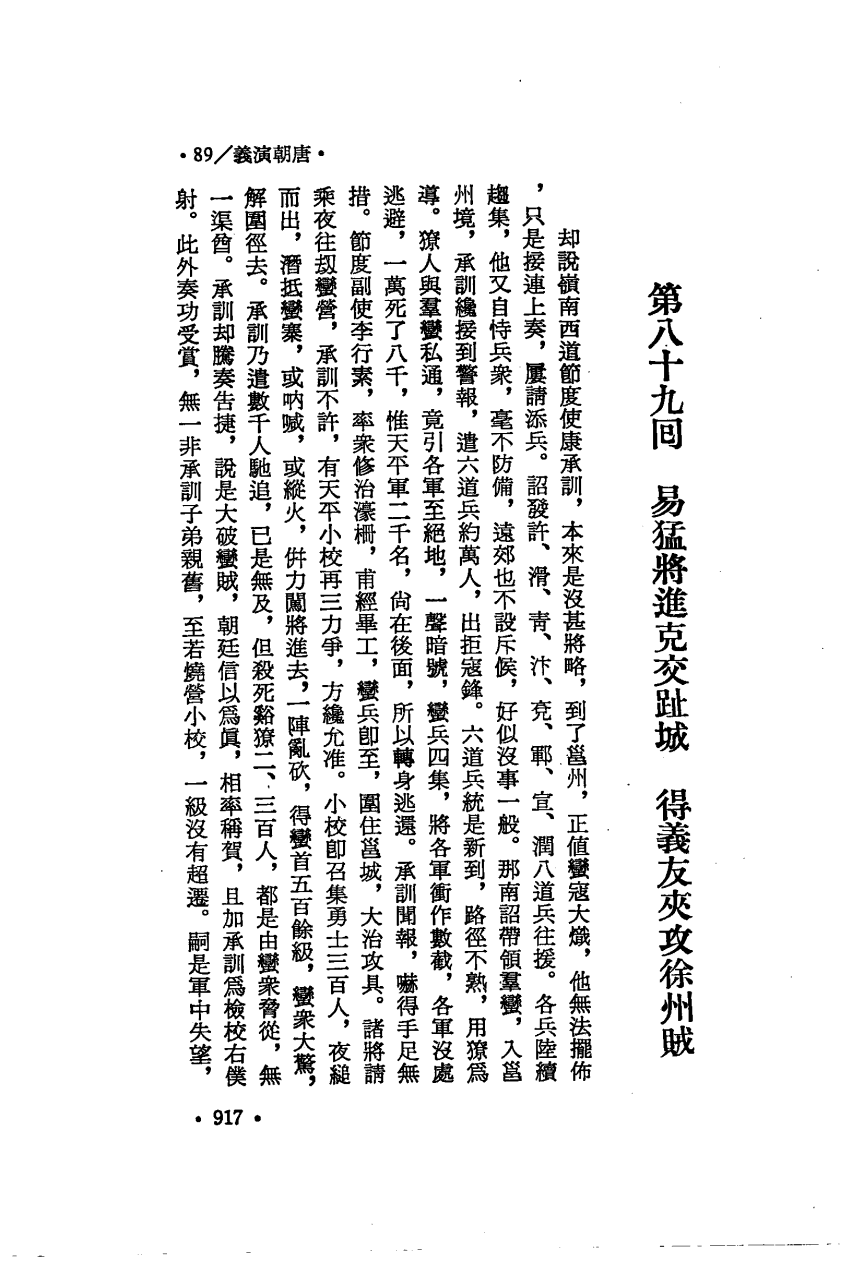 •89/義演朝唐•
第八十九回　易猛將進克交趾城　得義友夾攻徐州賊
却說嶺南西道節度使康承訓，本來是沒甚將略，到了邕州，正值蠻寇大熾，他無法擺佈
，只是接連上奏，屢請添兵。詔發許、滑、靑、汴、兗、鄆、宣、潤八道兵往援。各兵陸續
趨集，他又自恃兵衆，毫不防備，遠郊也不設斥候，好似沒事一般。那南詔帶領羣蠻，入邕
州境，承訓纔接到警報，遣六道兵約萬人，出拒寇鋒。六道兵統是新到，路徑不熟，用獠爲
導。獠人與羣蠻私通，竟引各軍至絕地，一聲暗號，蠻兵四集，將各軍衝作數截，各軍沒處
逃避，一萬死了八千，惟天平軍二千名，尙在後面，所以轉身逃還。承訓聞報，嚇得手足無
措。節度副使李行素，率衆修治濠柵，甫經畢工，蠻兵卽至，圍住邕城，大治攻具。諸將請
乘夜往刼蠻營，承訓不許，有天平小校再三力爭，方纔允准。小校卽召集勇士三百人，夜縋
而出，潛抵蠻寨，或吶喊，或縱火，倂力闖將進去，一陣亂砍，得蠻首五百餘級，蠻衆大驚，
解圍徑去。承訓乃遣數千人馳追，已是無及，但殺死谿獠二、三百人，都是由蠻衆脅從，無
一渠酋。承訓却騰奏吿捷，說是大破蠻賊，朝廷信以爲眞，相率稱賀，且加承訓爲檢校右僕
射。此外奏功受賞，無一非承訓子弟親舊，至若燒營小校，一級沒有超遷。嗣是軍中失望，
•917•